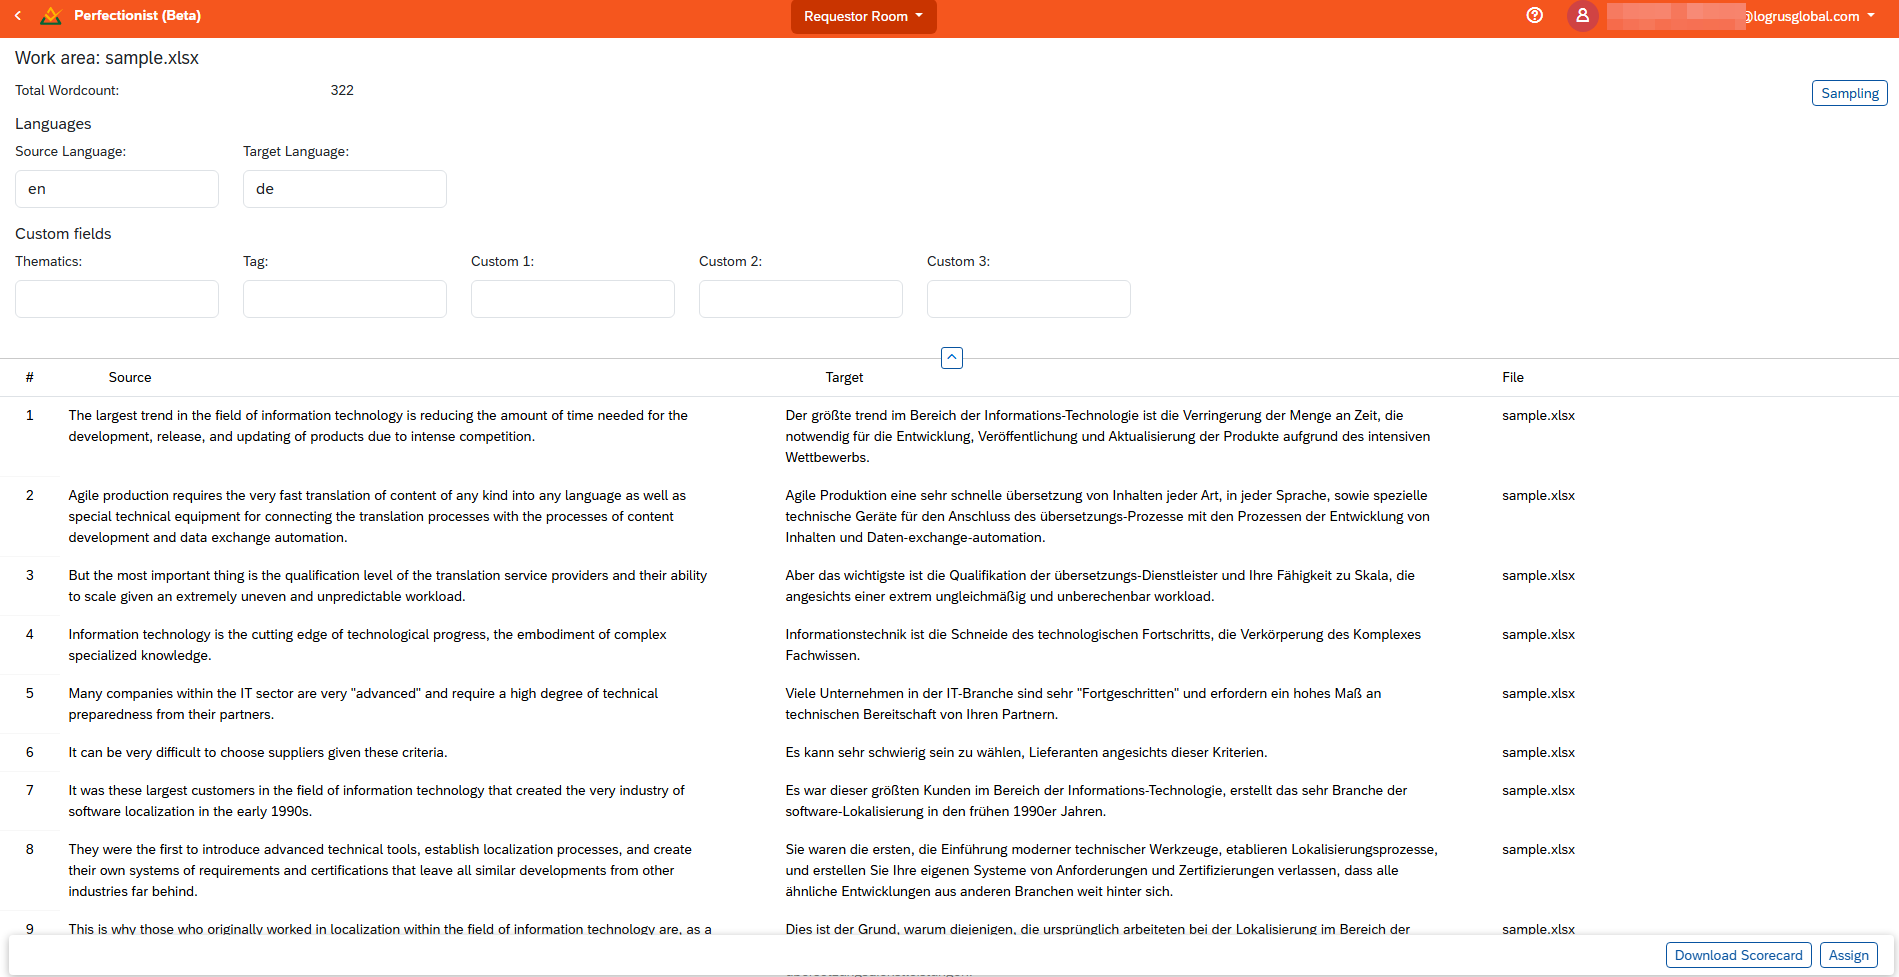 Perfectionist (Beta)
Requestor Room
@logrusglobal.com
Work area: sample.xlsx
Total Wordcount: 322
Sampling
Languages
Source Language: Target Language:
en de
Custom fields
Thematics: Tag: Custom 1: Custom 2: Custom 3:
# Source Target File
1 The largest trend in the field of information technology is reducing the amount of time needed for the
development, release, and updating of products due to intense competition.
Der größte trend im Bereich der Informations-Technologie ist die Verringerung der Menge an Zeit, die
notwendig für die Entwicklung, Veröffentlichung und Aktualisierung der Produkte aufgrund des intensiven
Wettbewerbs.
sample.xlsx
2 Agile production requires the very fast translation of content of any kind into any language as well as
special technical equipment for connecting the translation processes with the processes of content
development and data exchange automation.
Agile Produktion eine sehr schnelle übersetzung von Inhalten jeder Art, in jeder Sprache, sowie spezielle
technische Geräte für den Anschluss des übersetzungs-Prozesse mit den Prozessen der Entwicklung von
Inhalten und Daten-exchange-automation.
sample.xlsx
3 But the most important thing is the qualification level of the translation service providers and their ability
to scale given an extremely uneven and unpredictable workload.
Aber das wichtigste ist die Qualifikation der übersetzungs-Dienstleister und Ihre Fähigkeit zu Skala, die
angesichts einer extrem ungleichmäßig und unberechenbar workload.
sample.xlsx
4 Information technology is the cutting edge of technological progress, the embodiment of complex
specialized knowledge.
Informationstechnik ist die Schneide des technologischen Fortschritts, die Verkörperung des Komplexes
Fachwissen.
sample.xlsx
5 Many companies within the IT sector are very "advanced" and require a high degree of technical
preparedness from their partners.
Viele Unternehmen in der IT-Branche sind sehr "Fortgeschritten" und erfordern ein hohes Maß an
technischen Bereitschaft von Ihren Partnern.
sample.xlsx
6 It can be very difficult to choose suppliers given these criteria.
Es kann sehr schwierig sein zu wählen, Lieferanten angesichts dieser Kriterien.
sample.xlsx
7 It was these largest customers in the field of information technology that created the very industry of
software localization in the early 1990s.
Es war dieser größten Kunden im Bereich der Informations-Technologie, erstellt das sehr Branche der
software-Lokalisierung in den frühen 1990er Jahren.
sample.xlsx
8 They were the first to introduce advanced technical tools, establish localization processes, and create
their own systems of requirements and certifications that leave all similar developments from other
industries far behind.
Sie waren die ersten, die Einführung moderner technischer Werkzeuge, etablieren Lokalisierungsprozesse,
und erstellen Sie Ihre eigenen Systeme von Anforderungen und Zertifizierungen verlassen, dass alle
ähnliche Entwicklungen aus anderen Branchen weit hinter sich.
sample.xlsx
9 This is why those who originally worked in localization within the field of information technology are, as a
Dies ist der Grund, warum diejenigen, die ursprünglich arbeiteten bei der Lokalisierung im Bereich der
sample.xlsx
Download Scorecard Assign